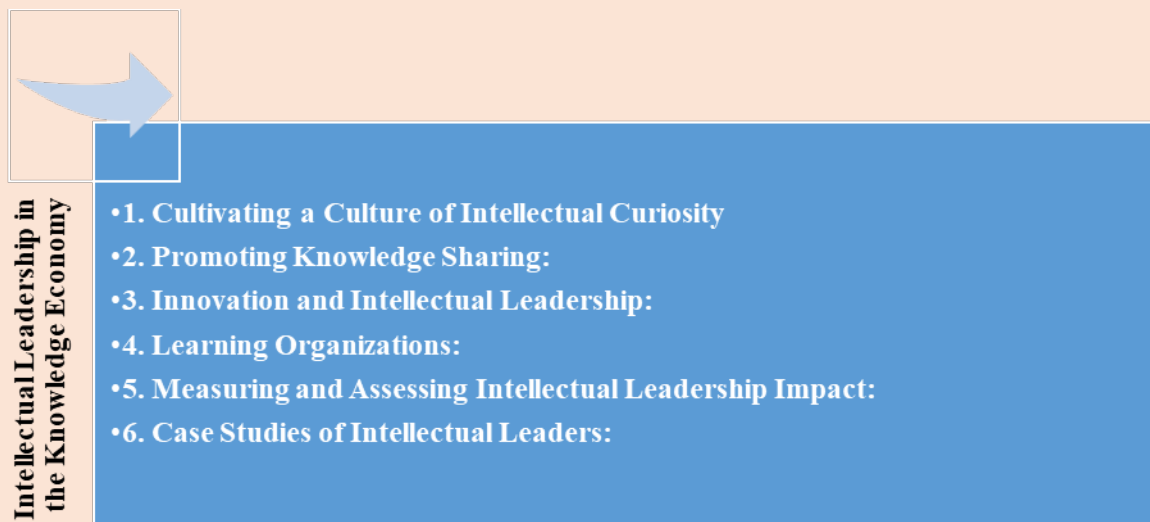 Intellectual Leadership in
the Knowledge Economy
•1. Cultivating a Culture of Intellectual Curiosity
•2. Promoting Knowledge Sharing:
•3. Innovation and Intellectual Leadership:
•4. Learning Organizations:
•5. Measuring and Assessing Intellectual Leadership Impact:
•6. Case Studies of Intellectual Leaders: